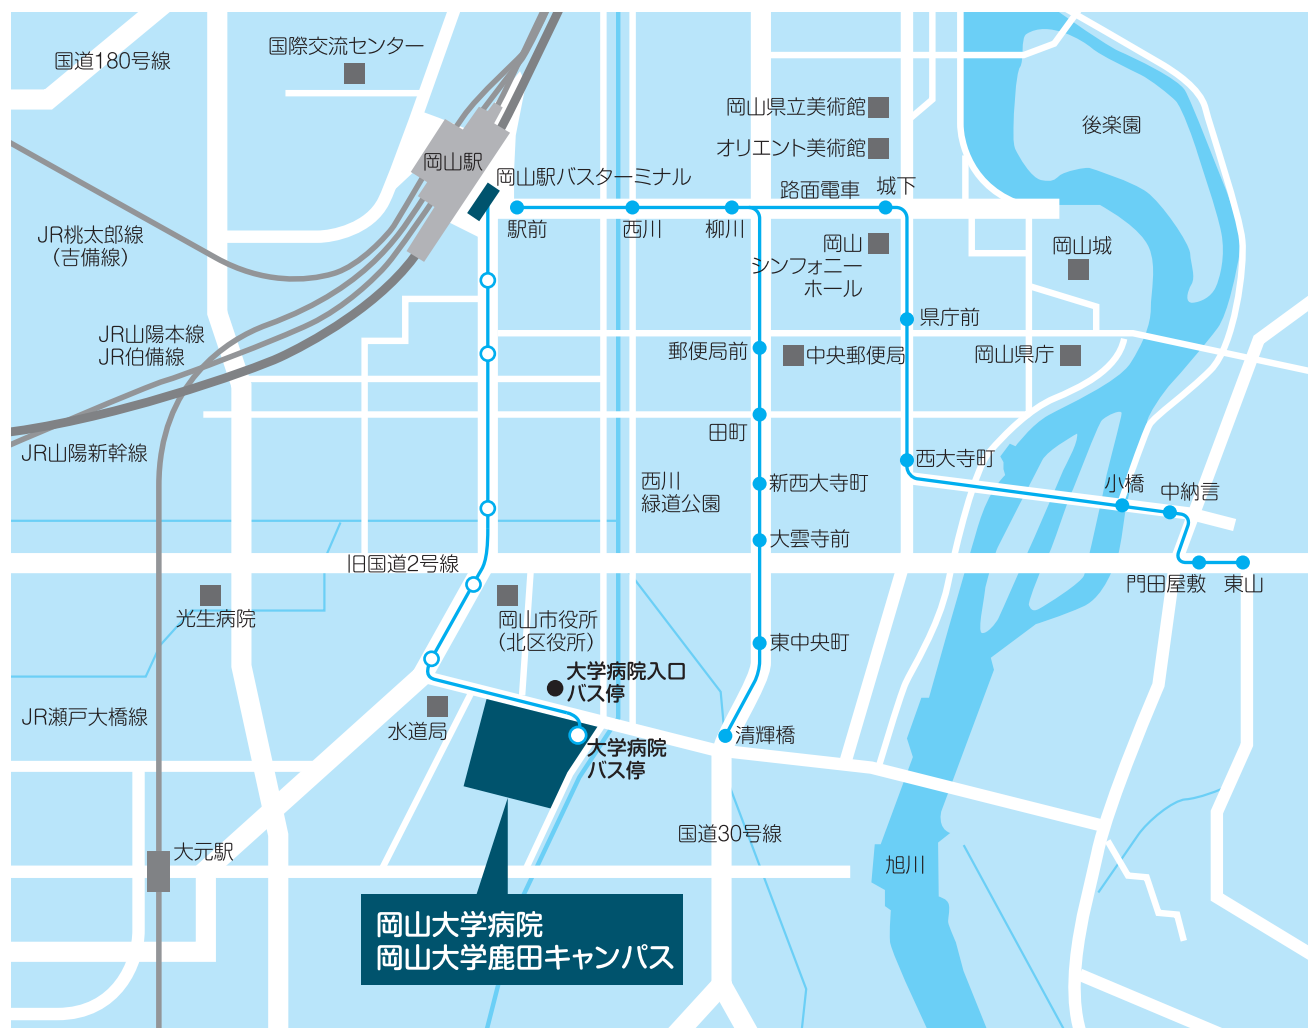 国際交流センター
国道180号線
岡山県立美術館
後楽園
オリエント美術館
岡山駅
岡山駅バスターミナル
路面電車
城下
駅前
西川
柳川
JR桃太郎線
（吉備線）
岡山
シンフォニー
ホール
岡山城
県庁前
JR山陽本線
JR伯備線
郵便局前
中央郵便局
岡山県庁
田町
JR山陽新幹線
西大寺町
西川
緑道公園
新西大寺町
小橋
中納言
大雲寺前
旧国道2号線
門田屋敷
東山
光生病院
岡山市役所
（北区役所）
東中央町
大学病院入口
バス停
JR瀬戸大橋線
水道局
清輝橋
大学病院
バス停
国道30号線
大元駅
旭川
岡山大学病院
岡山大学鹿田キャンパス